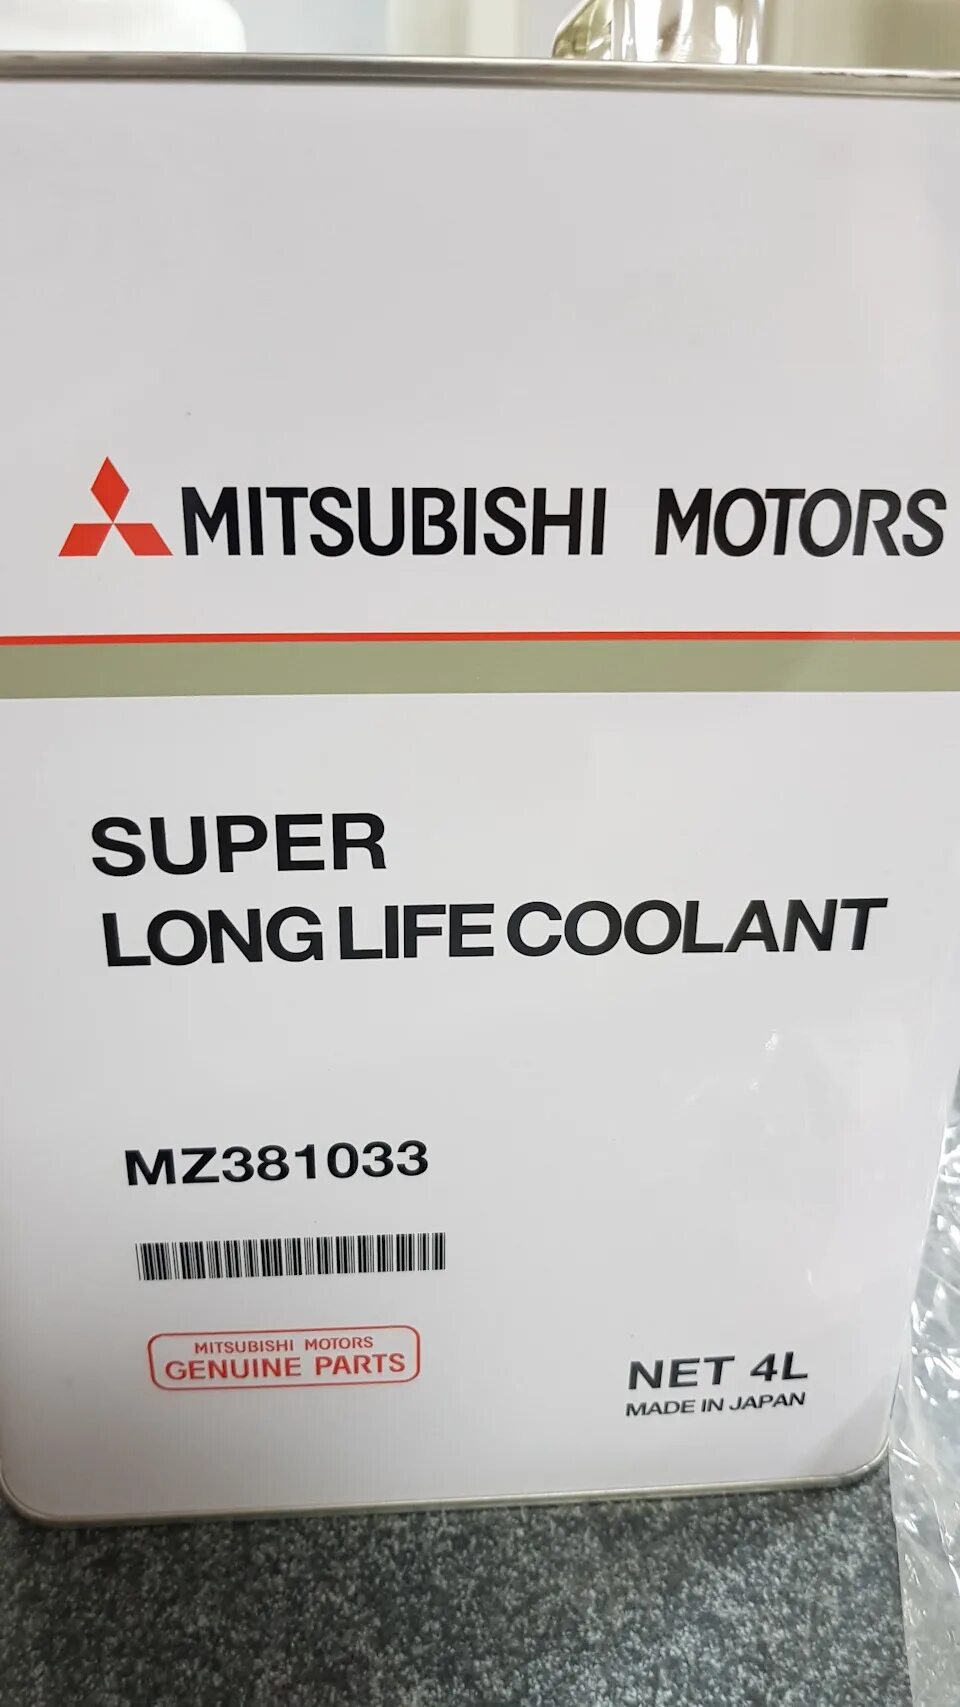 MITSUBISHI MOTORS
SUPER
LONG LIFE COOLANT
MZ381033
MITSUBISHI MOTORS
GENUINE PARTS
NET 4L
MADE IN JAPAN